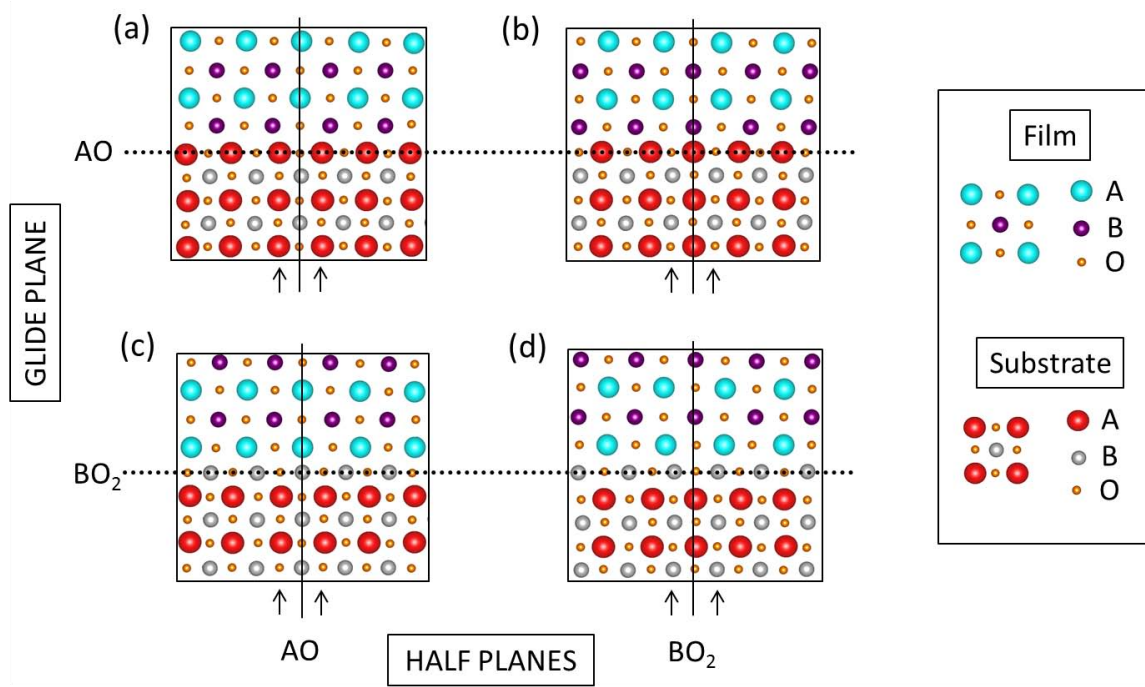 (a)
(b)
AO
GLIDE PLANE
(c)
(d)
BO₂
AO
HALF PLANES
BO₂
Film
A
B
O
Substrate
A
B
O